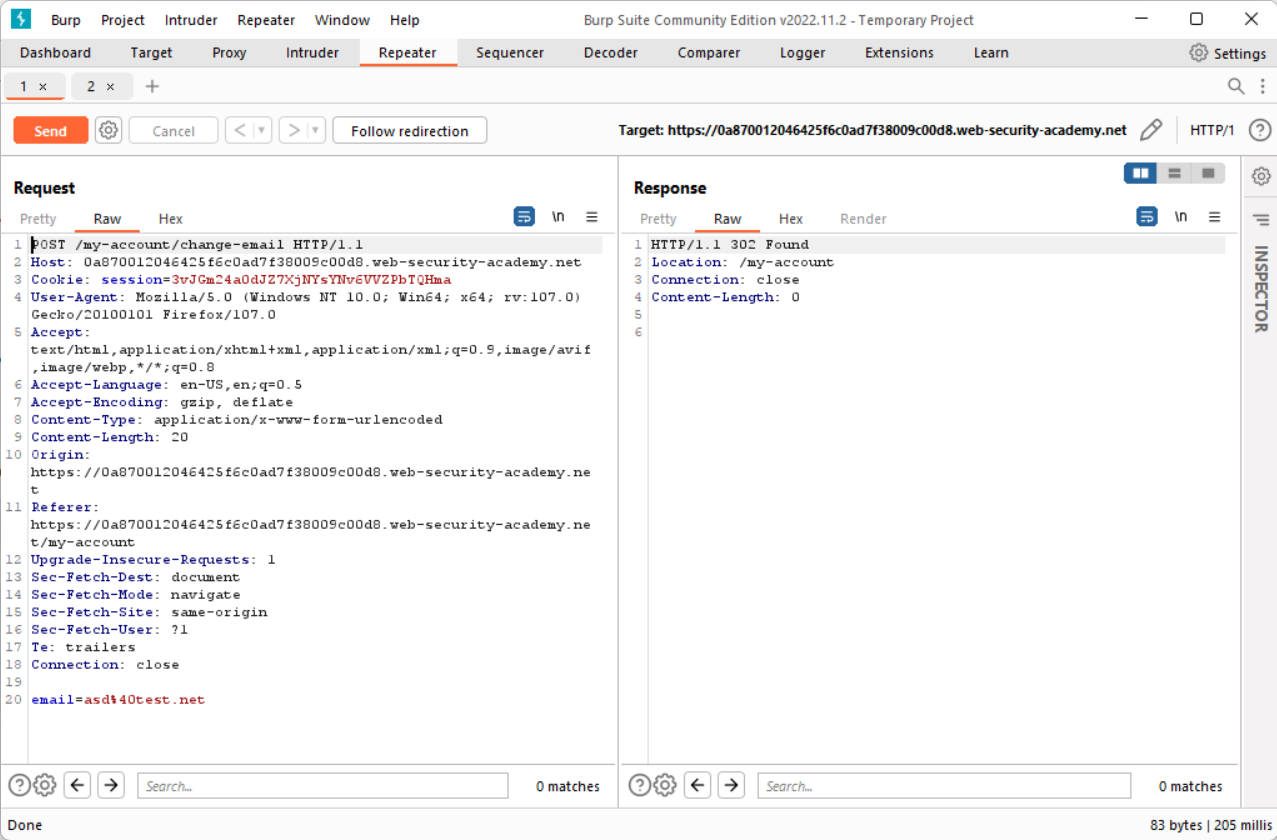 Burp Project Intruder Repeater Window Help Burp Suite Community Edition v2022.11.2 - Temporary Project
Dashboard Target Proxy Intruder Repeater Sequencer Decoder Comparer Logger Extensions Learn Settings
1 × 2 × +
Send Cancel < > Follow redirection Target: https://0a870012046425f6c0ad7f38009c00d8.web-security-academy.net HTTP/1 ?
Request
Pretty Raw Hex \n
1 POST /my-account/change-email HTTP/1.1
2 Host: 0a870012046425f6c0ad7f38009c00d8.web-security-academy.net
3 Cookie: session=3vJGm24a0dJZ7XjNYsYNv6VVZPbTQHma
4 User-Agent: Mozilla/5.0 (Windows NT 10.0; Win64; x64; rv:107.0)
Gecko/20100101 Firefox/107.0
5 Accept:
text/html,application/xhtml+xml,application/xml;q=0.9,image/avif
,image/webp,*/*;q=0.8
6 Accept-Language: en-US,en;q=0.5
7 Accept-Encoding: gzip, deflate
8 Content-Type: application/x-www-form-urlencoded
9 Content-Length: 20
10 Origin:
https://0a870012046425f6c0ad7f38009c00d8.web-security-academy.ne
t
11 Referer:
https://0a870012046425f6c0ad7f38009c00d8.web-security-academy.ne
t/my-account
12 Upgrade-Insecure-Requests: 1
13 Sec-Fetch-Dest: document
14 Sec-Fetch-Mode: navigate
15 Sec-Fetch-Site: same-origin
16 Sec-Fetch-User: ?1
17 Te: trailers
18 Connection: close
19
20 email=asd%40test.net
? Search... 0 matches
Response
Pretty Raw Hex Render \n
1 HTTP/1.1 302 Found
2 Location: /my-account
3 Connection: close
4 Content-Length: 0
5
6
? Search... 0 matches
INSPECTOR
Done 83 bytes | 205 millis